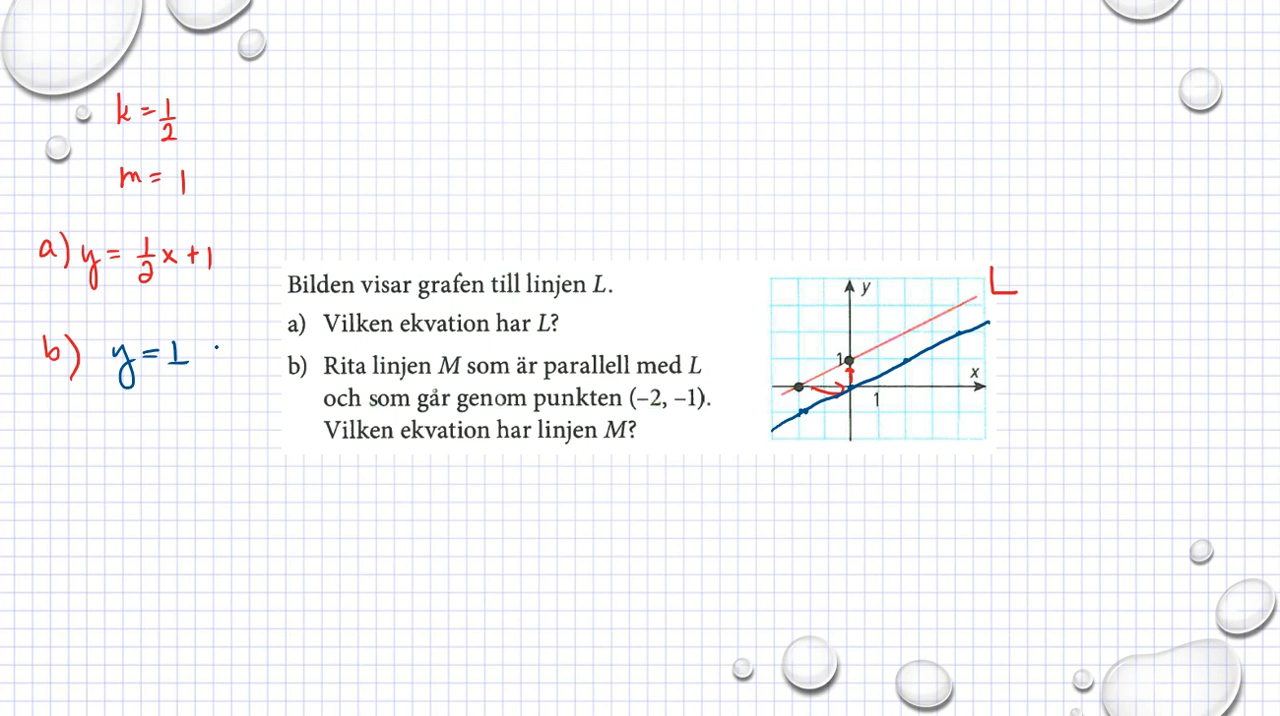 k = 1/2
m = 1
a) y = 1/2 x + 1
b) y = 1
Bilden visar grafen till linjen L.
a) Vilken ekvation har L?
b) Rita linjen M som är parallell med L
och som går genom punkten (–2, –1).
Vilken ekvation har linjen M?
L
y
1
x
1